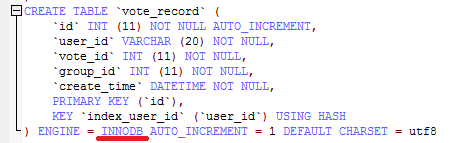 CREATE TABLE `vote_record` (
`id` INT (11) NOT NULL AUTO_INCREMENT,
`user_id` VARCHAR (20) NOT NULL,
`vote_id` INT (11) NOT NULL,
`group_id` INT (11) NOT NULL,
`create_time` DATETIME NOT NULL,
PRIMARY KEY (`id`),
KEY `index_user_id` (`user_id`) USING HASH
) ENGINE = INNODB AUTO_INCREMENT = 1 DEFAULT CHARSET = utf8